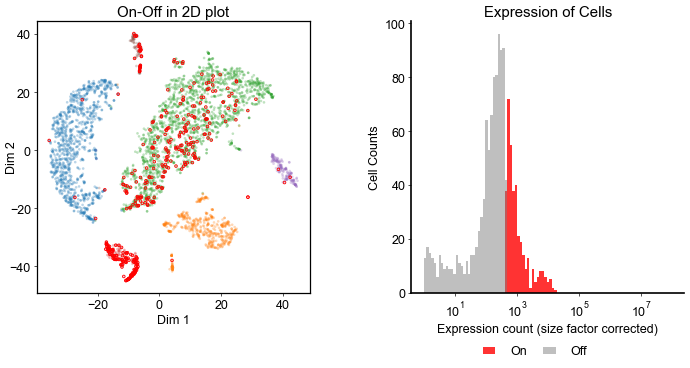 On-Off in 2D plot
40
20
0
−20
−40
Dim 2
−20
0
20
40
Dim 1
Expression of Cells
100
80
60
40
20
0
Cell Counts
10^1
10^3
10^5
10^7
Expression count (size factor corrected)
On
Off